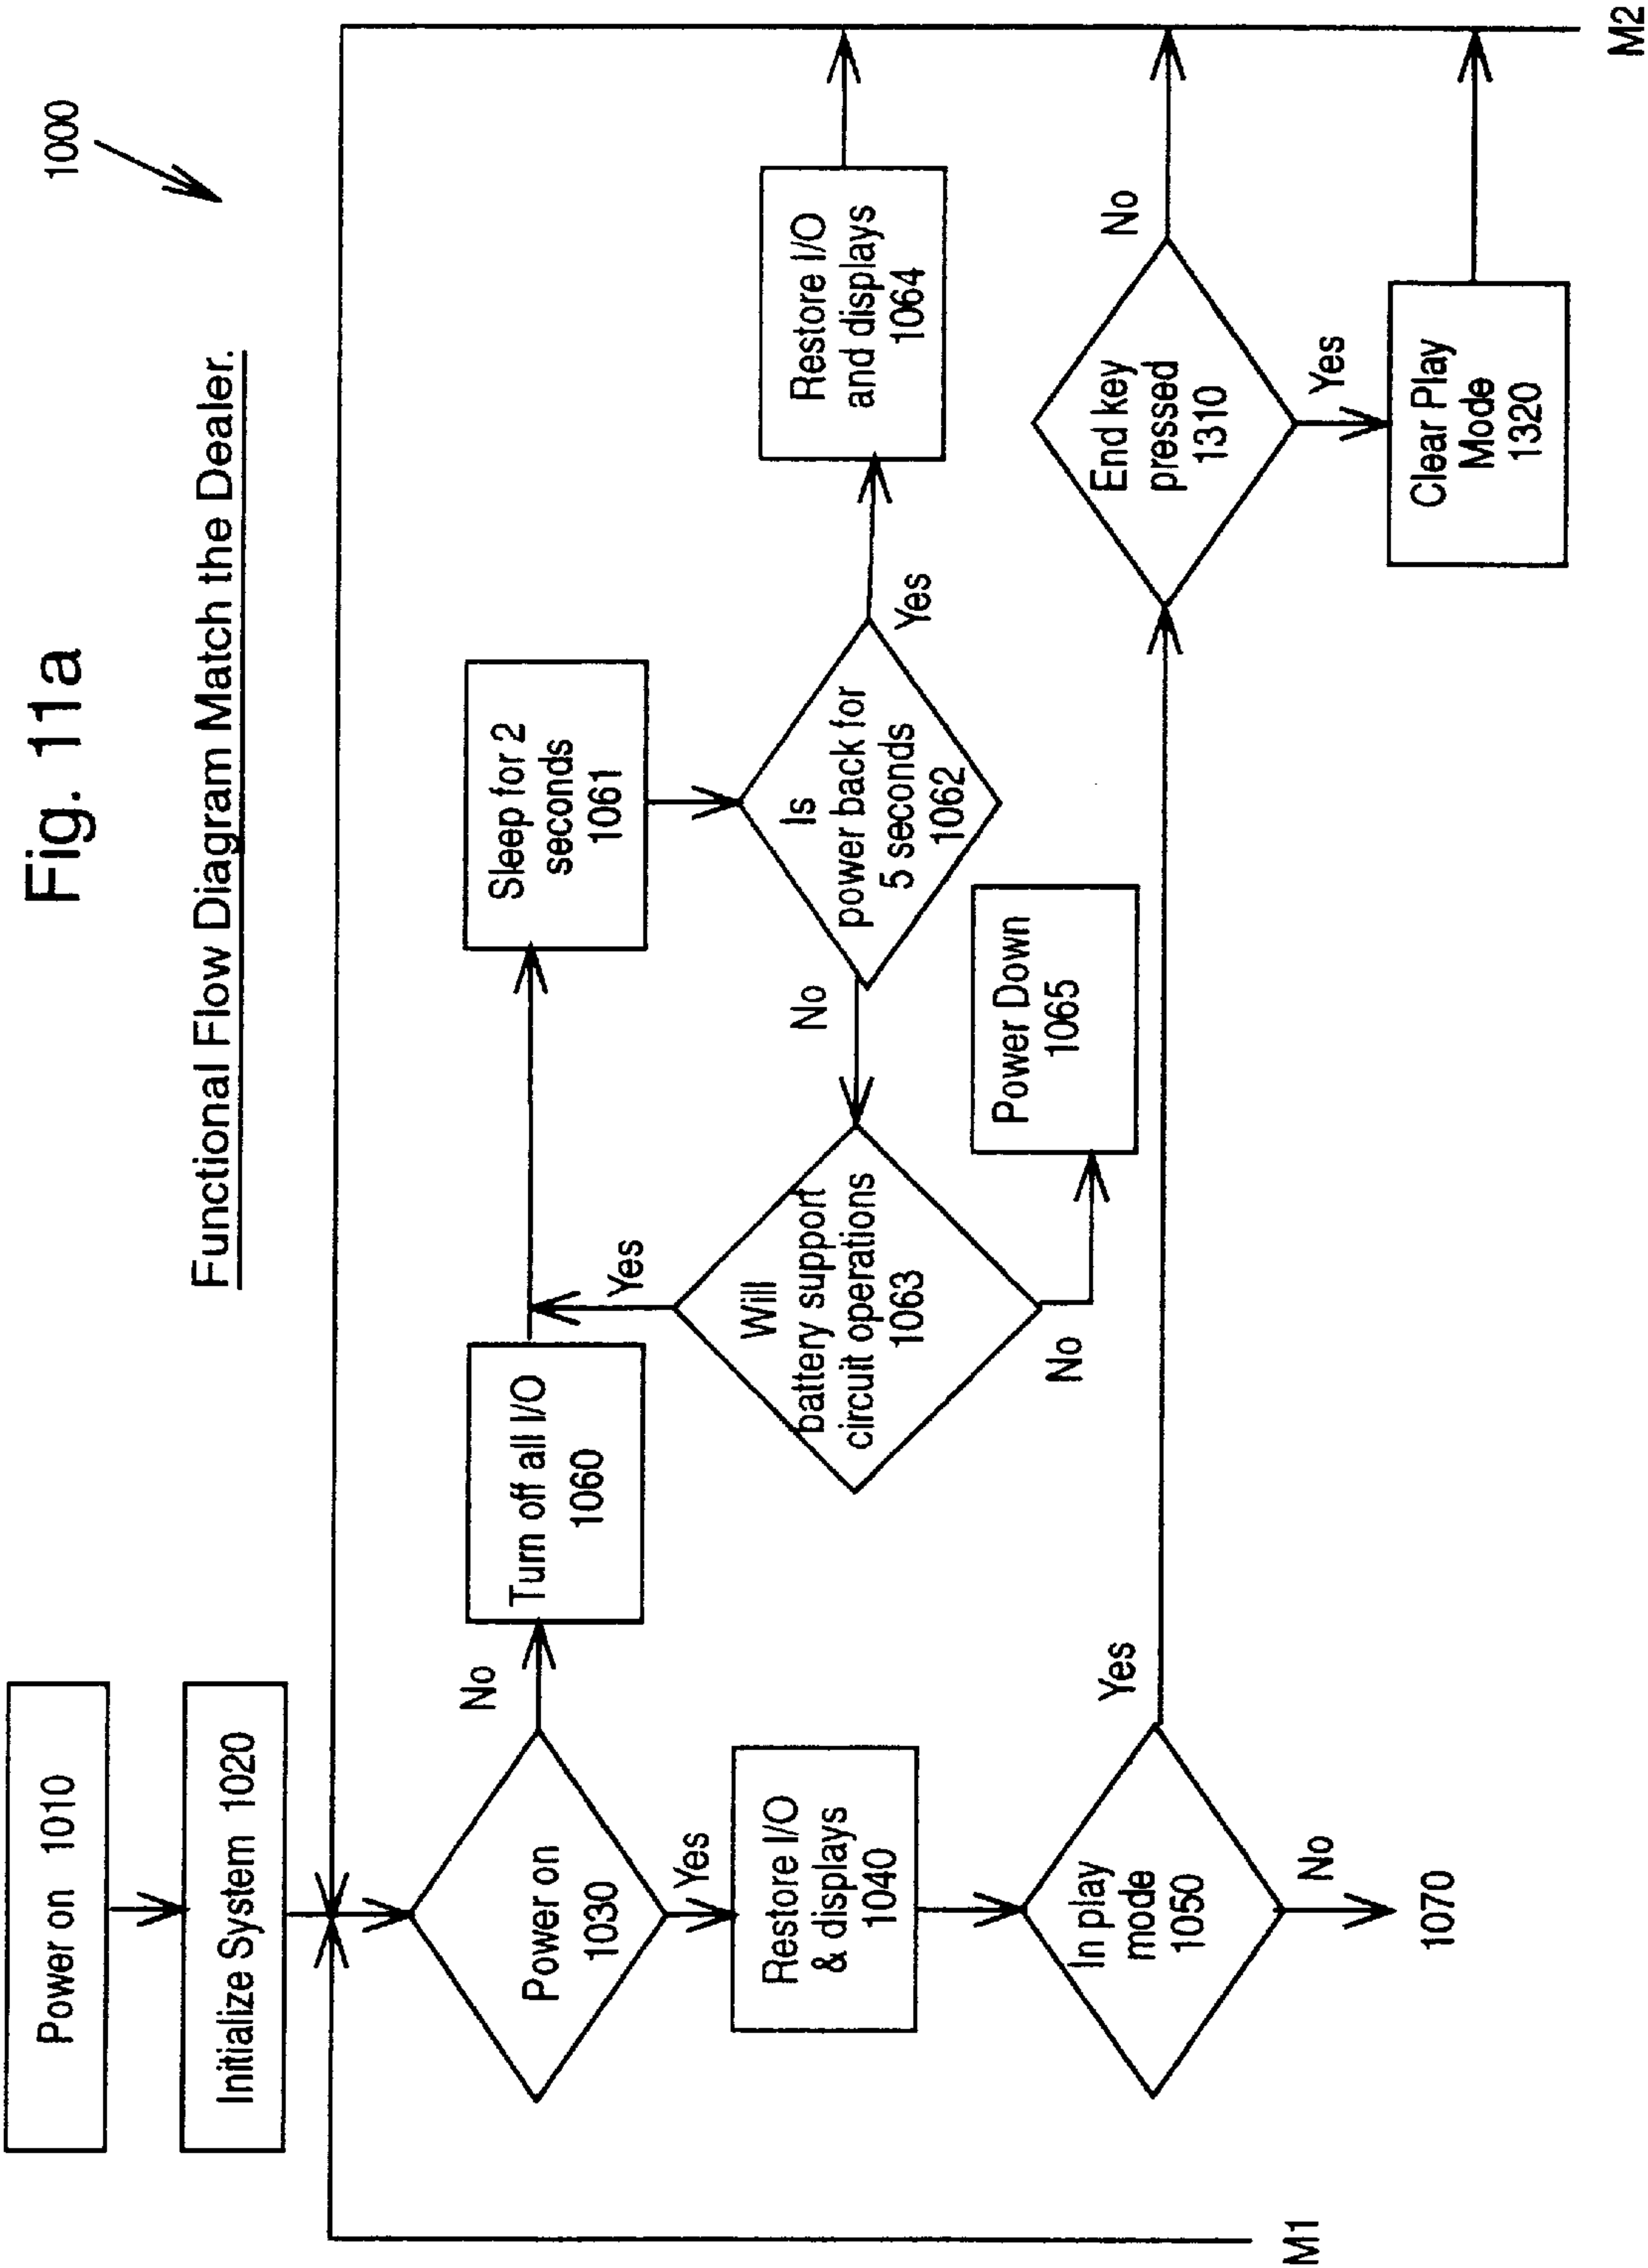 Fig. 11a
Functional Flow Diagram Match the Dealer.
1000
Power on 1010
Initialize System 1020
Power on
1030
No
Yes
Turn off all I/O
1060
Sleep for 2
seconds
1061
Is
power back for
5 seconds
1062
Yes
No
Restore I/O
and displays
1064
Will
battery support
circuit operations
1063
Yes
No
Power Down
1065
Restore I/O
& displays
1040
In play
mode
1050
Yes
No
1070
End key
pressed
1310
No
Yes
Clear Play
Mode
1320
M1
M2